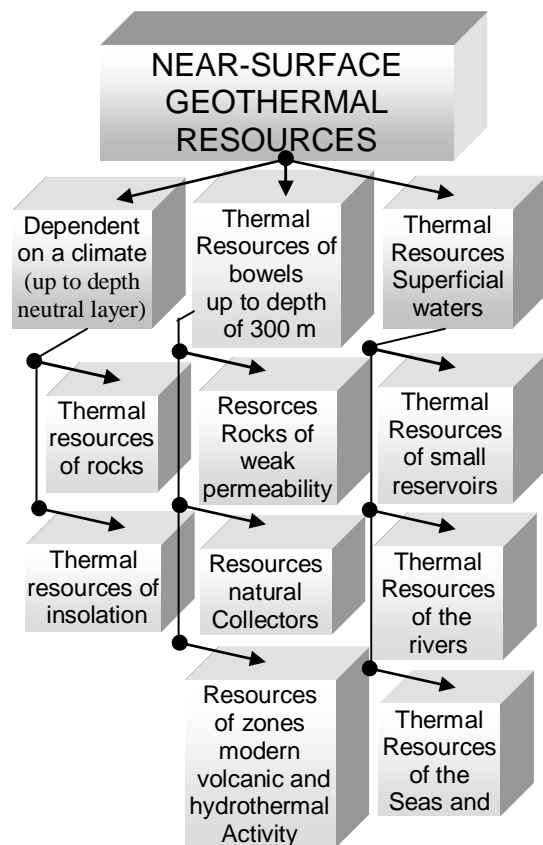 NEAR-SURFACE
GEOTHERMAL
RESOURCES
Dependent
on a climate
(up to depth
neutral layer)
Thermal
Resources of
bowels
up to depth
of 300 m
Thermal
Resources
Superficial
waters
Thermal
resources
of rocks
Resorces
Rocks of
weak
permeability
Thermal
Resources
of small
reservoirs
Thermal
resources of
insolation
Resources
natural
Collectors
Thermal
Resources
of the
rivers
Resources
of zones
modern
volcanic and
hydrothermal
Activity
Thermal
Resources
of the
Seas and